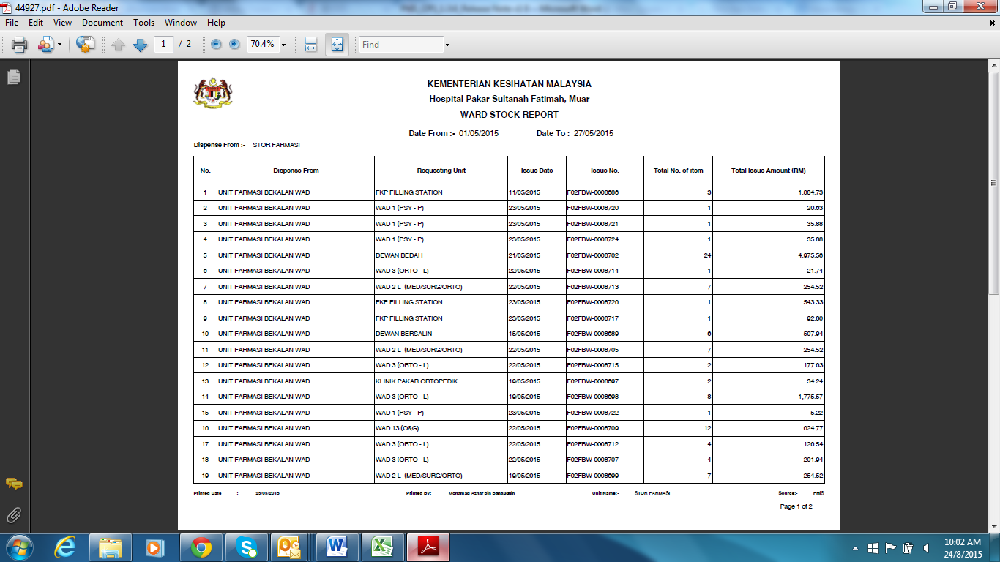 44927.pdf - Adobe Reader
File Edit View Document Tools Window Help
1 / 2 70.4% Find
KEMENTERIAN KESIHATAN MALAYSIA
Hospital Pakar Sultanah Fatimah, Muar
WARD STOCK REPORT
Date From :- 01/05/2015 Date To : 27/05/2015
Dispense From :- STOR FARMASI
No. Dispense From Requesting Unit Issue Date Issue No. Total No. of item Total Issue Amount (RM)
1 UNIT FARMASI BEKALAN WAD FKP FILLING STATION 11/05/2015 F02FBW-0008686 3 1,884.73
2 UNIT FARMASI BEKALAN WAD WAD 1 (PSY - P) 23/05/2015 F02FBW-0008720 1 20.63
3 UNIT FARMASI BEKALAN WAD WAD 1 (PSY - P) 23/05/2015 F02FBW-0008721 1 35.88
4 UNIT FARMASI BEKALAN WAD WAD 1 (PSY - P) 23/05/2015 F02FBW-0008724 1 35.88
5 UNIT FARMASI BEKALAN WAD DEWAN BEDAH 21/05/2015 F02FBW-0008702 24 4,975.56
6 UNIT FARMASI BEKALAN WAD WAD 3 (ORTO - L) 22/05/2015 F02FBW-0008714 1 21.74
7 UNIT FARMASI BEKALAN WAD WAD 2 L (MED/SURG/ORTO) 22/05/2015 F02FBW-0008713 7 254.52
8 UNIT FARMASI BEKALAN WAD FKP FILLING STATION 23/05/2015 F02FBW-0008726 1 543.33
9 UNIT FARMASI BEKALAN WAD FKP FILLING STATION 23/05/2015 F02FBW-0008717 1 92.80
10 UNIT FARMASI BEKALAN WAD DEWAN BERSALIN 15/05/2015 F02FBW-0008689 6 507.94
11 UNIT FARMASI BEKALAN WAD WAD 2 L (MED/SURG/ORTO) 22/05/2015 F02FBW-0008705 7 254.52
12 UNIT FARMASI BEKALAN WAD WAD 3 (ORTO - L) 22/05/2015 F02FBW-0008715 2 177.63
13 UNIT FARMASI BEKALAN WAD KLINIK PAKAR ORTOPEDIK 19/05/2015 F02FBW-0008697 2 34.24
14 UNIT FARMASI BEKALAN WAD WAD 3 (ORTO - L) 19/05/2015 F02FBW-0008698 8 1,775.57
15 UNIT FARMASI BEKALAN WAD WAD 1 (PSY - P) 23/05/2015 F02FBW-0008722 1 5.22
16 UNIT FARMASI BEKALAN WAD WAD 13 (O&G) 22/05/2015 F02FBW-0008709 12 624.77
17 UNIT FARMASI BEKALAN WAD WAD 3 (ORTO - L) 22/05/2015 F02FBW-0008712 4 126.54
18 UNIT FARMASI BEKALAN WAD WAD 3 (ORTO - L) 22/05/2015 F02FBW-0008707 4 201.94
19 UNIT FARMASI BEKALAN WAD WAD 2 L (MED/SURG/ORTO) 19/05/2015 F02FBW-0008699 7 254.52
Printed Date : 25/05/2015 Printed By: Mohamad Azhar bin Bahauddin Unit Name:- STOR FARMASI Source:- PHiS
Page 1 of 2
10:02 AM
24/8/2015